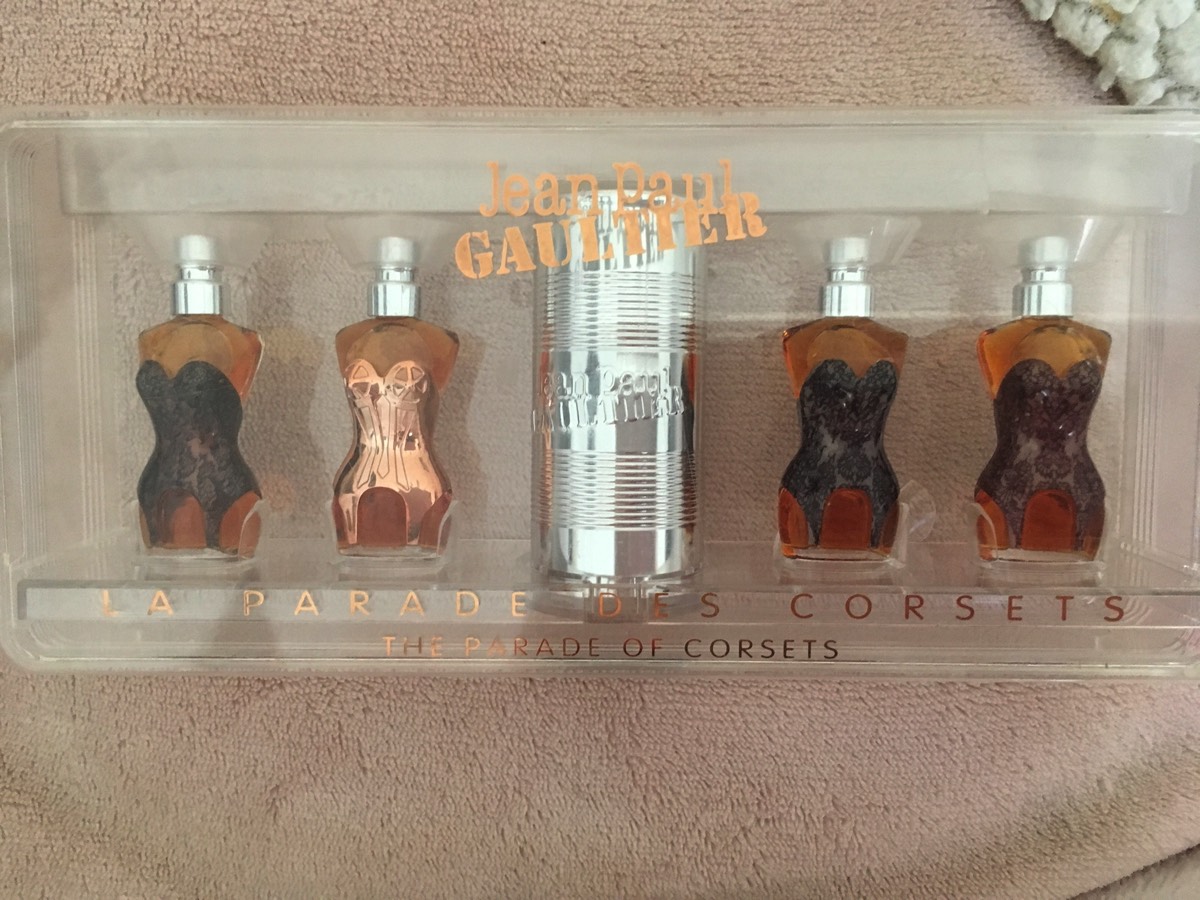 Jean Paul
GAULTIER
Jean Paul
GAULTIER
LA PARADE DES CORSETS
THE PARADE OF CORSETS